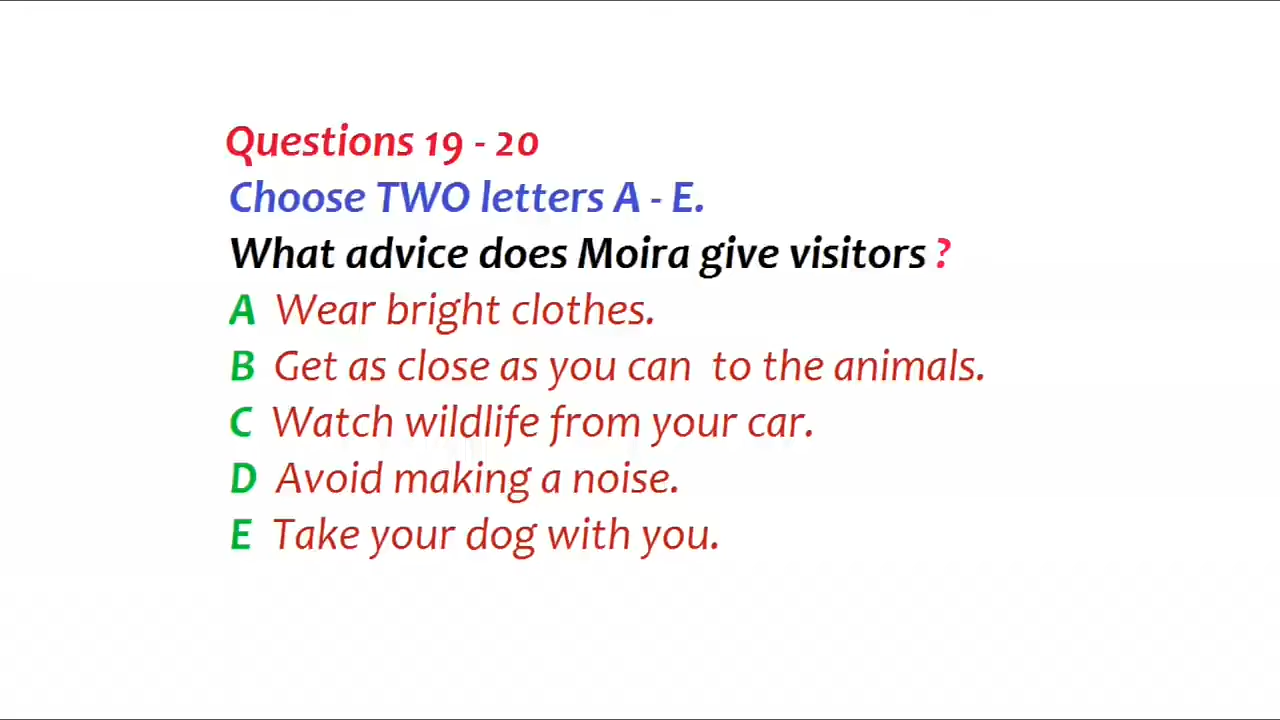 Questions 19 - 20
Choose TWO letters A - E.
What advice does Moira give visitors ?
A Wear bright clothes.
B Get as close as you can to the animals.
C Watch wildlife from your car.
D Avoid making a noise.
E Take your dog with you.